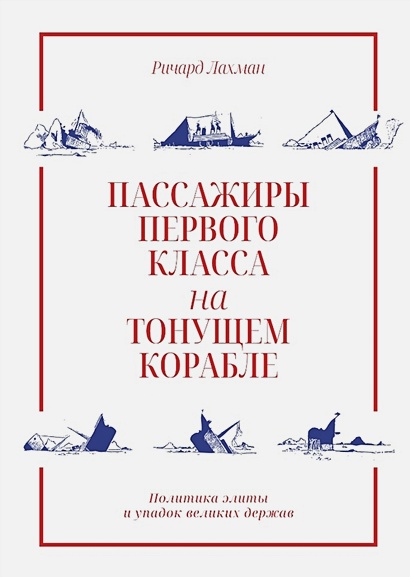 Ричард Лахман
ПАССАЖИРЫ
ПЕРВОГО
КЛАССА
на
ТОНУЩЕМ
КОРАБЛЕ
Политика элиты
и упадок великих держав